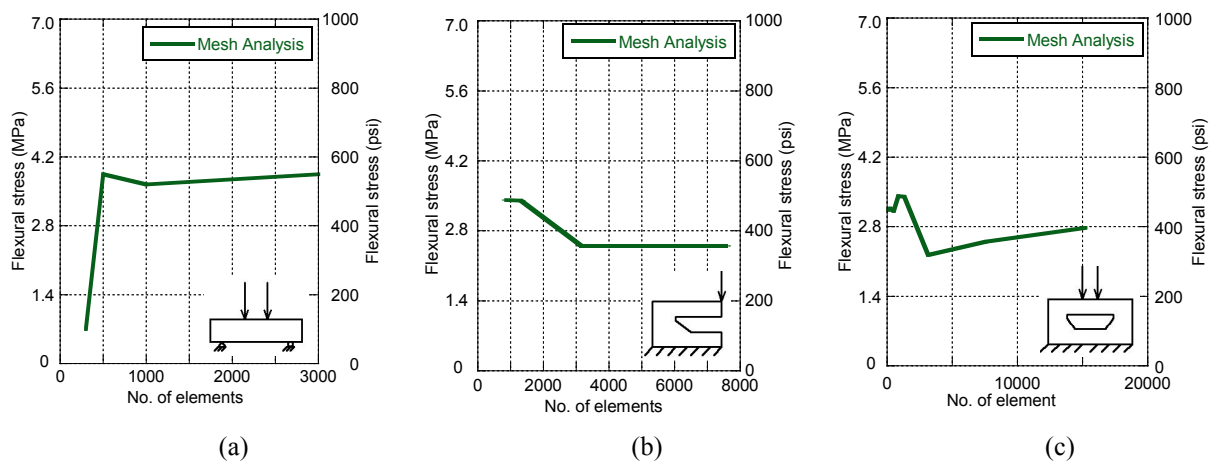 7.0
5.6
4.2
2.8
1.4
0
Flexural stress (MPa)
Mesh Analysis
1000
800
600
400
200
0
Flexural stress (psi)
0 1000 2000 3000
No. of elements
(a)
7.0
5.6
4.2
2.8
1.4
0
Flexural stress (MPa)
Mesh Analysis
1000
800
600
400
200
0
Flexural stress (psi)
0 2000 4000 6000 8000
No. of elements
(b)
7.0
5.6
4.2
2.8
1.4
0
Flexural stress (MPa)
Mesh Analysis
1000
800
600
400
200
0
Flexural stress (psi)
0 10000 20000
No. of element
(c)